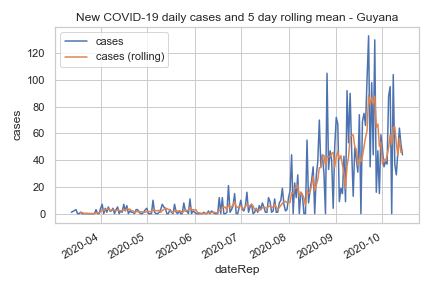 New COVID-19 daily cases and 5 day rolling mean - Guyana
cases
cases (rolling)
120
100
80
60
40
20
0
cases
2020-04
2020-05
2020-06
2020-07
2020-08
2020-09
2020-10
dateRep